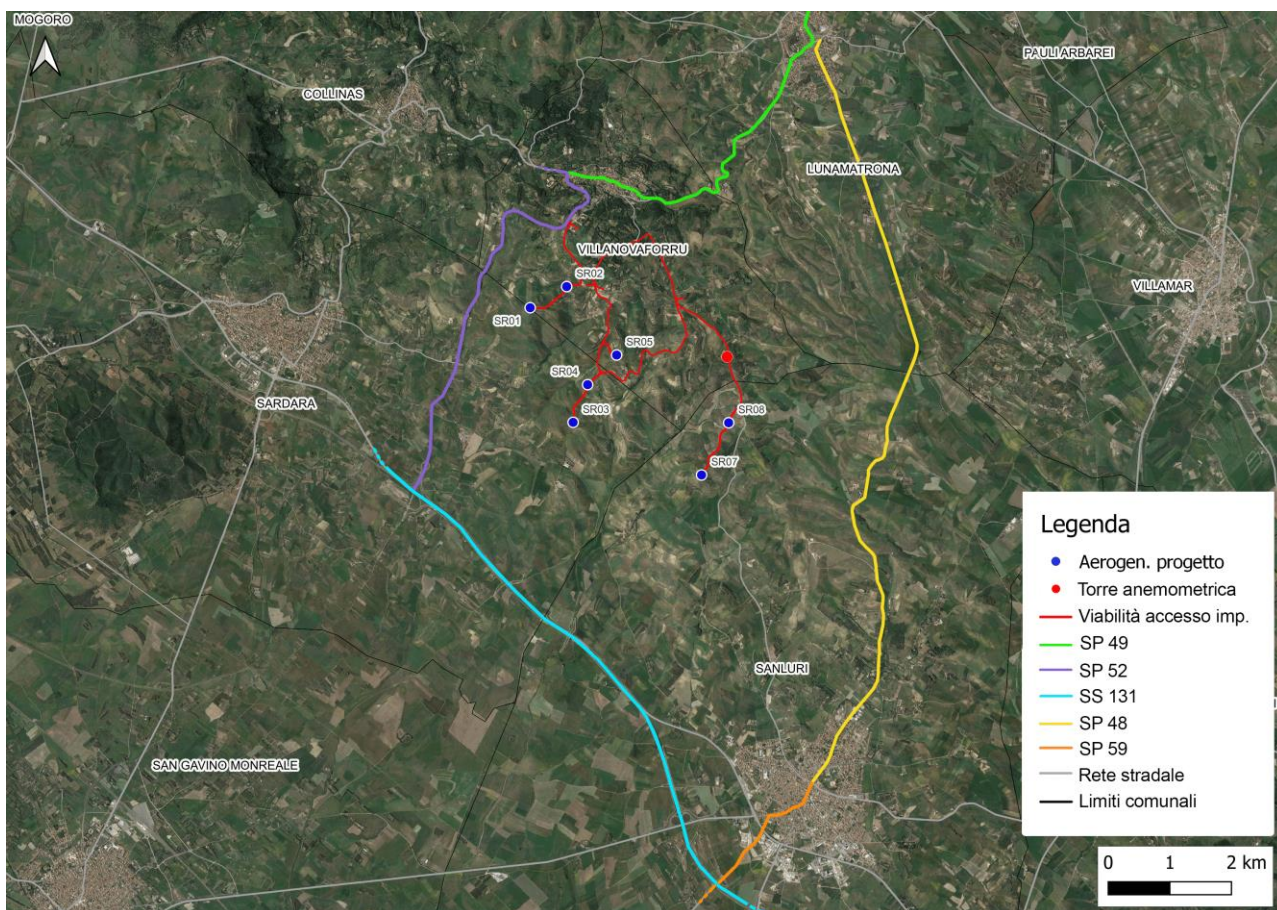 MOGORO
PAULI ARBAREI
COLLINAS
LUNAMATRONA
VILLANOVAFORRU
SR02
VILLAMAR
SR01
SR05
SR04
SARDARA
SR03
SR08
SR07
Legenda
Aerogen. progetto
Torre anemometrica
Viabilità accesso imp.
SP 49
SP 52
SS 131
SP 48
SP 59
Rete stradale
Limiti comunali
SANLURI
SAN GAVINO MONREALE
0 1 2 km